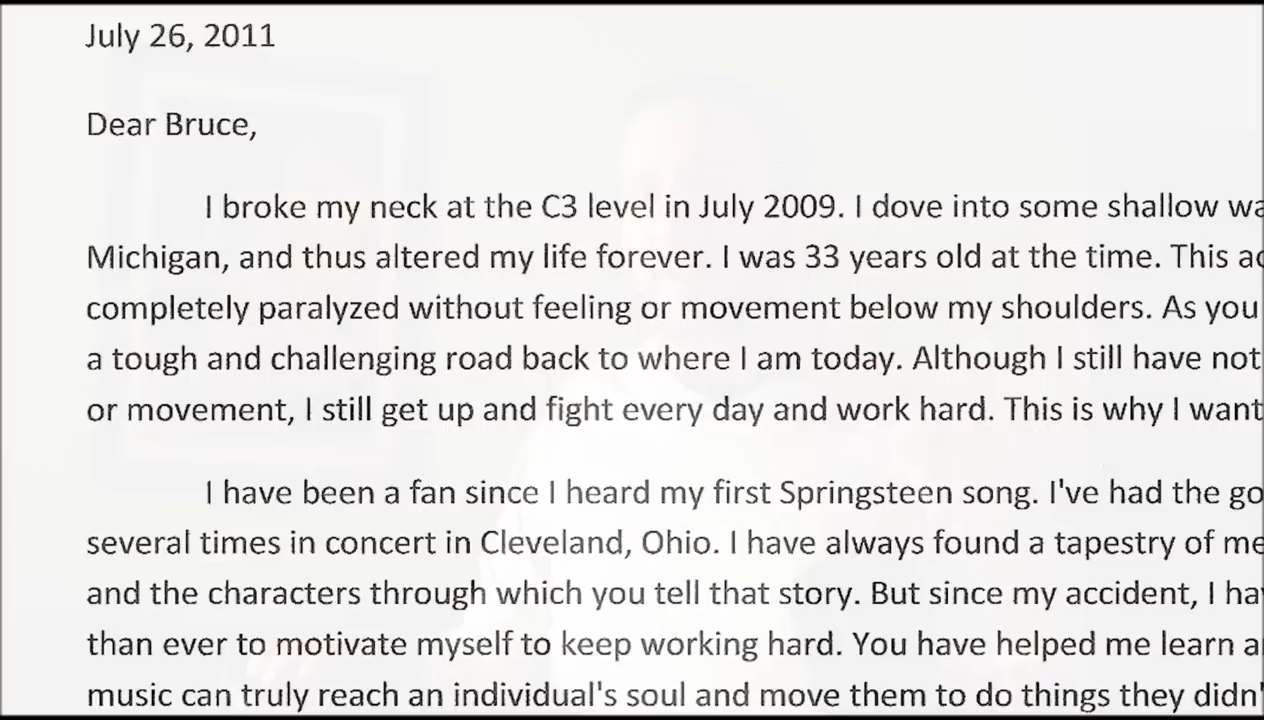 July 26, 2011
Dear Bruce,
I broke my neck at the C3 level in July 2009. I dove into some shallow
Michigan, and thus altered my life forever. I was 33 years old at the time. This
completely paralyzed without feeling or movement below my shoulders. As you
a tough and challenging road back to where I am today. Although I still have not
or movement, I still get up and fight every day and work hard. This is why I want
I have been a fan since I heard my first Springsteen song. I've had the
several times in concert in Cleveland, Ohio. I have always found a tapestry of
and the characters through which you tell that story. But since my accident, I
than ever to motivate myself to keep working hard. You have helped me learn
music can truly reach an individual's soul and move them to do things they